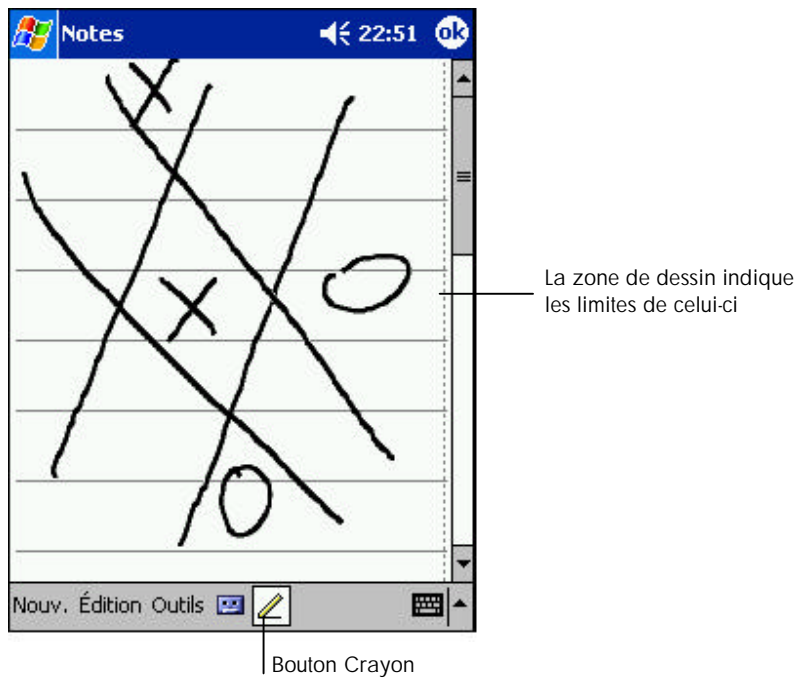 Notes 22:51 ok
La zone de dessin indique
les limites de celui-ci
Nouv. Édition Outils
Bouton Crayon